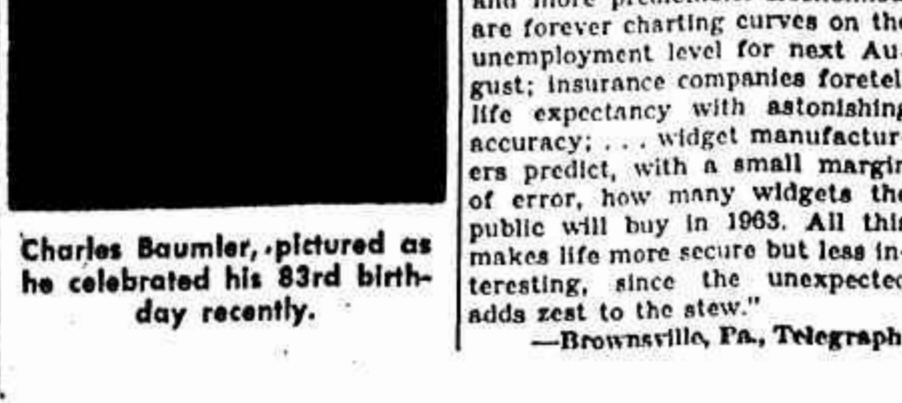 Charles Baumler, pictured as
he celebrated his 83rd birth-
day recently.
are forever charting curves on the
unemployment level for next Au-
gust; insurance companies foretell
life expectancy with astonishing
accuracy; . . . widget manufactur-
ers predict, with a small margin
of error, how many widgets the
public will buy in 1963. All this
makes life more secure but less in-
teresting, since the unexpected
adds zest to the stew."
—Brownsville, Pa., Telegraph